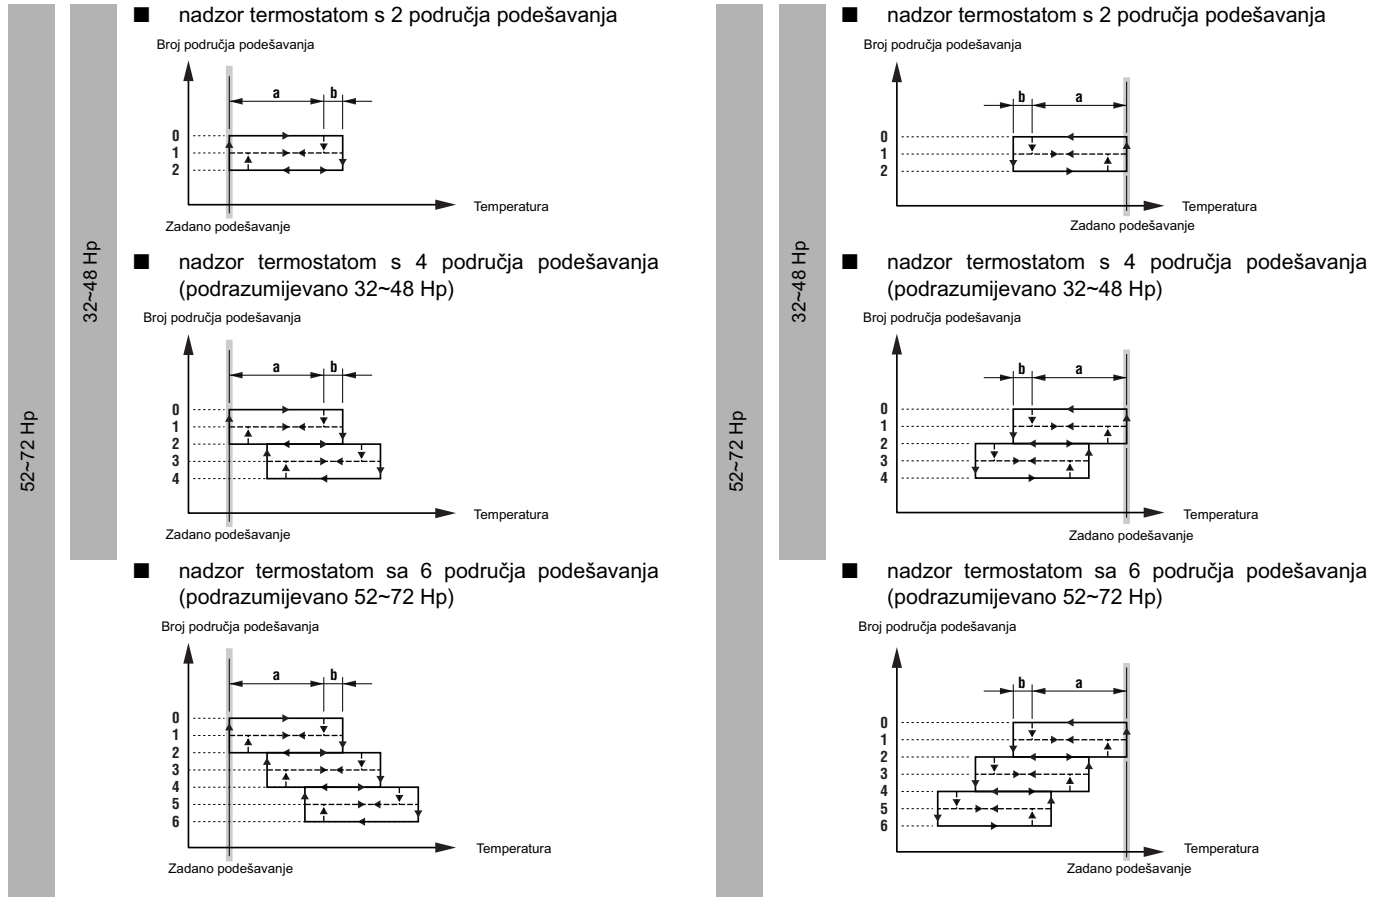 52~72 Hp
32~48 Hp
■ nadzor termostatom s 2 područja podešavanja
Broj područja podešavanja
a b
0
1
2
Temperatura
Zadano podešavanje
■ nadzor termostatom s 4 područja podešavanja
(podrazumijevano 32~48 Hp)
Broj područja podešavanja
a b
0
1
2
3
4
Temperatura
Zadano podešavanje
■ nadzor termostatom sa 6 područja podešavanja
(podrazumijevano 52~72 Hp)
Broj područja podešavanja
a b
0
1
2
3
4
5
6
Temperatura
Zadano podešavanje
52~72 Hp
32~48 Hp
■ nadzor termostatom s 2 područja podešavanja
Broj područja podešavanja
b a
0
1
2
Temperatura
Zadano podešavanje
■ nadzor termostatom s 4 područja podešavanja
(podrazumijevano 32~48 Hp)
Broj područja podešavanja
b a
0
1
2
3
4
Temperatura
Zadano podešavanje
■ nadzor termostatom sa 6 područja podešavanja
(podrazumijevano 52~72 Hp)
Broj područja podešavanja
b a
0
1
2
3
4
5
6
Temperatura
Zadano podešavanje